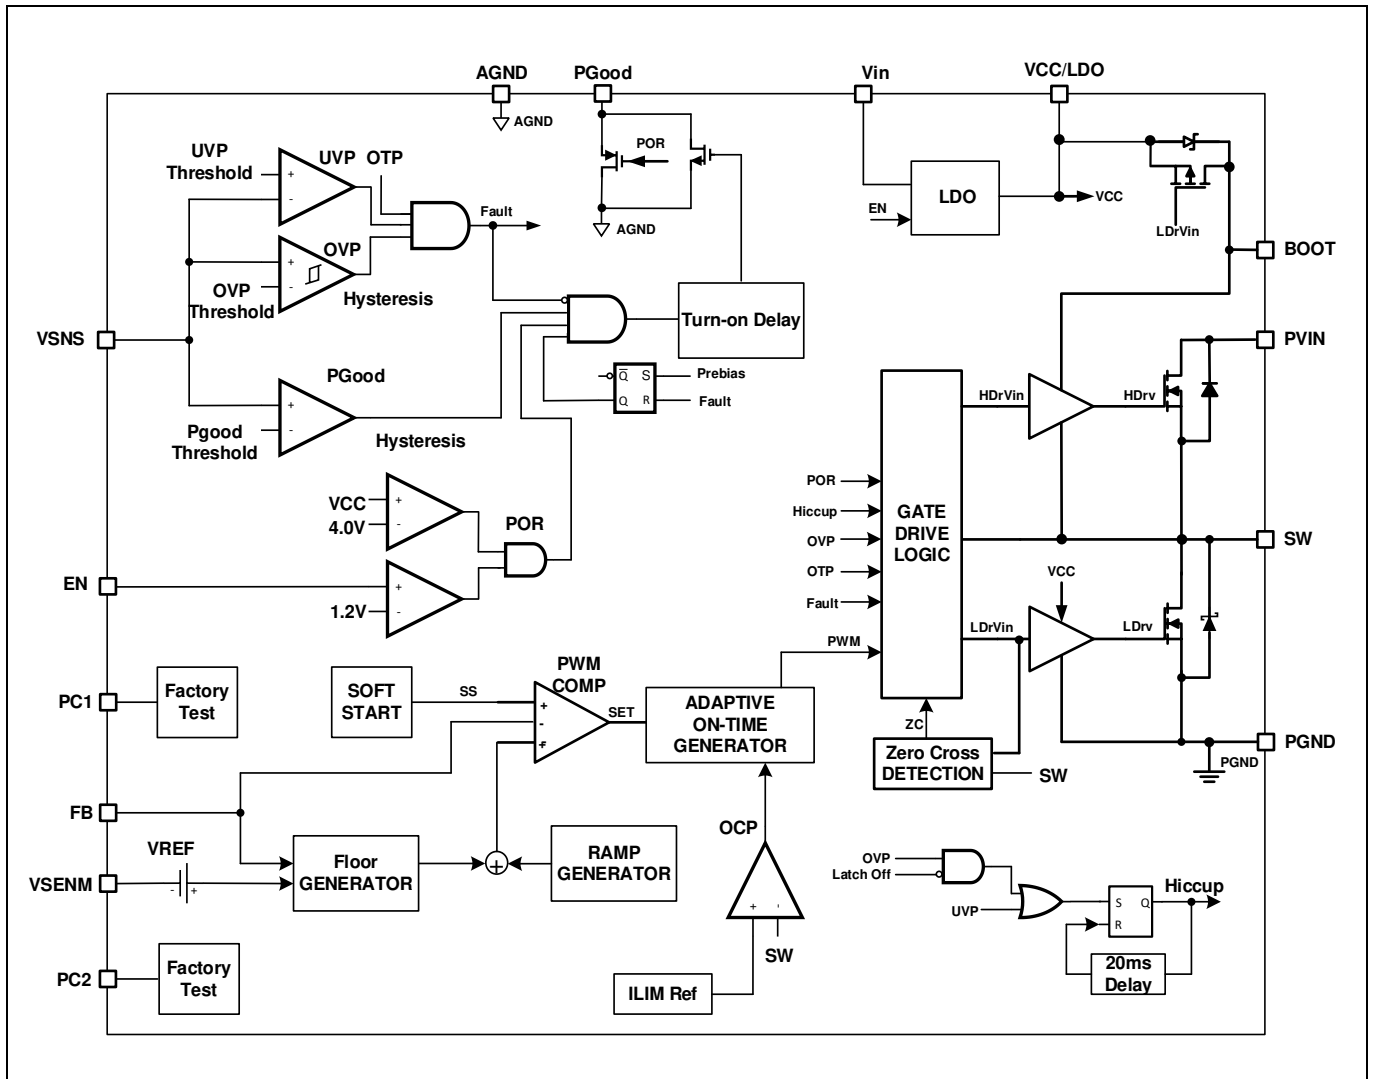 AGND
PGood
Vin
VCC/LDO
AGND
UVP
Threshold
+
-
UVP
OTP
Fault
POR
AGND
LDO
EN
VCC
LDrVin
BOOT
OVP
+
-
OVP
Threshold
Hysteresis
VSNS
Turn-on Delay
PVIN
PGood
+
-
Pgood
Threshold
Hysteresis
Q
S
Q
R
Prebias
Fault
HDrVin
HDrv
VCC
4.0V
+
-
POR
EN
1.2V
+
-
POR
Hiccup
OVP
OTP
Fault
PWM
GATE
DRIVE
LOGIC
SW
VCC
LDrVin
LDrv
PC1
Factory
Test
SOFT
START
SS
PWM
COMP
+
-
+
SET
ADAPTIVE
ON-TIME
GENERATOR
ZC
Zero Cross
DETECTION
SW
PGND
PGND
FB
VREF
VSENM
-
+
Floor
GENERATOR
+
RAMP
GENERATOR
OCP
+
-
SW
ILIM Ref
OVP
Latch Off
UVP
S
Q
R
Hiccup
20ms
Delay
PC2
Factory
Test